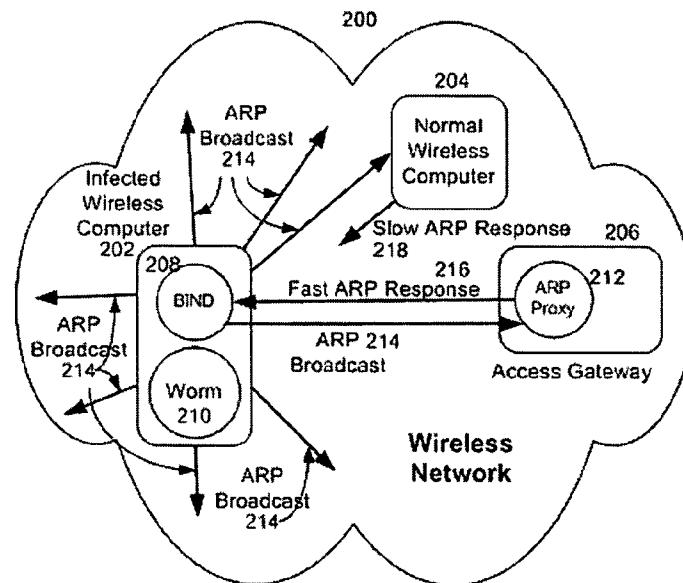 200
204
Normal
Wireless
Computer
ARP
Broadcast
214
Infected
Wireless
Computer
202
Slow ARP Response
218
206
208
BIND
216
Fast ARP Response
ARP
Proxy
212
ARP 214
Broadcast
Access Gateway
ARP
Broadcast
214
Worm
210
ARP
Broadcast
214
Wireless
Network